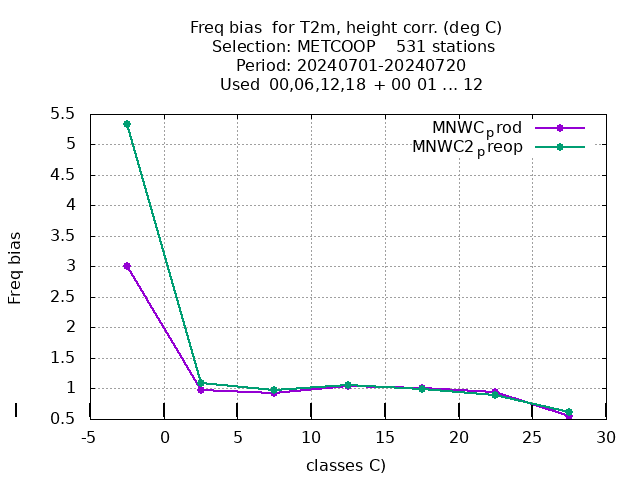 Freq bias  for T2m, height corr. (deg C)
Selection: METCOOP    531 stations
Period: 20240701-20240720
Used  00,06,12,18  + 00 01 ... 12
MNWC_prod
MNWC2_preop
5.5
5
4.5
4
3.5
3
2.5
2
1.5
1
0.5
Freq bias
-5
0
5
10
15
20
25
30
classes C)